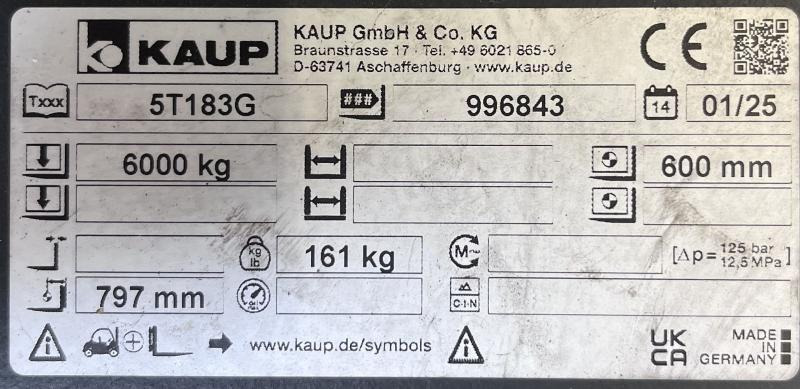 KAUP
KAUP GmbH & Co. KG
Braunstrasse 17 · Tel. +49 6021 865-0
D-63741 Aschaffenburg · www.kaup.de
CE
Txxx 5T183G ### 996843 14 01/25
6000 kg 600 mm
kg lb 161 kg M~ [Δp= 125 bar 12,5 MPa]
797 mm C-I-N
www.kaup.de/symbols
UK CA
MADE IN GERMANY